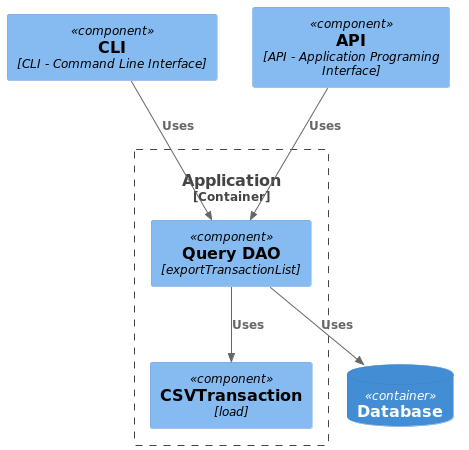 «component»
CLI
[CLI - Command Line Interface]
«component»
API
[API - Application Programing
Interface]
Uses
Uses
Application
[Container]
«component»
Query DAO
[exportTransactionList]
Uses
Uses
«component»
CSVTransaction
[load]
«container»
Database